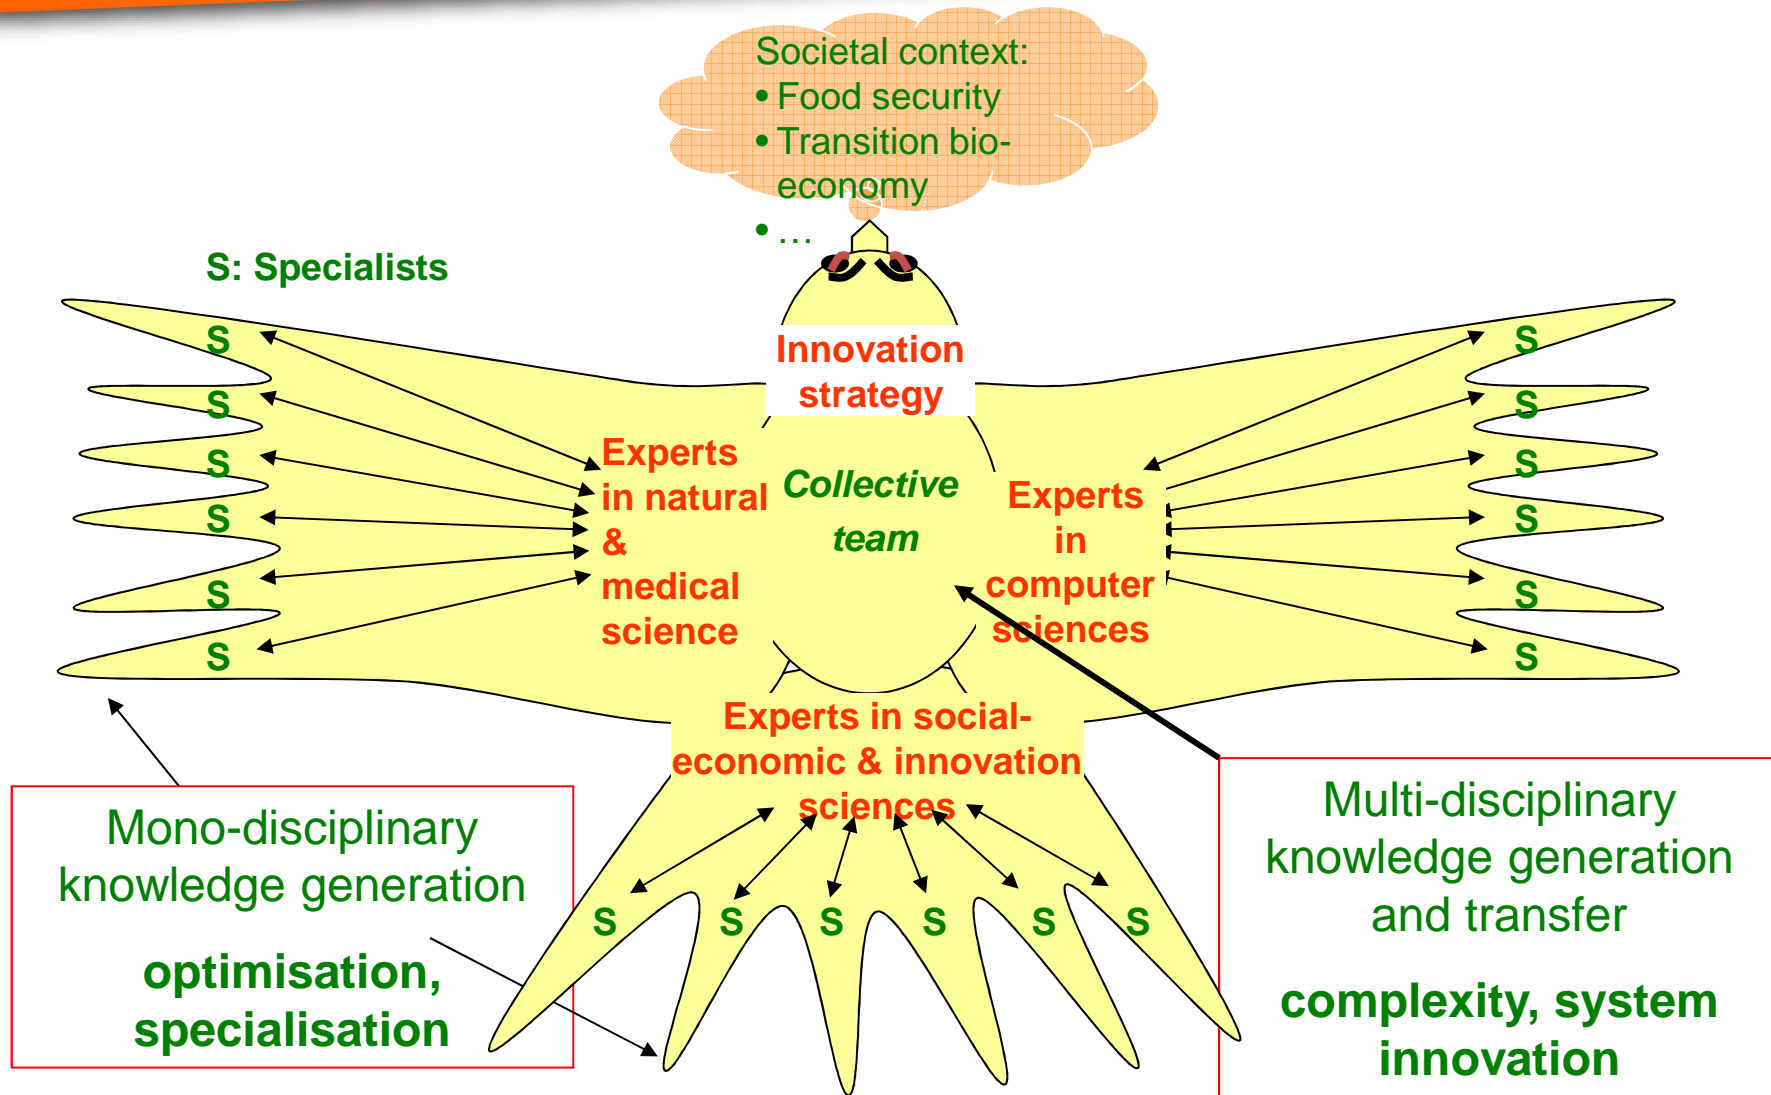 Societal context:
• Food security
• Transition bio-
economy
• …
S: Specialists
S
S
S
S
S
S
Innovation
strategy
Experts
in natural
&
medical
science
Collective
team
Experts
in
computer
sciences
S
S
S
S
S
S
Experts in social-
economic & innovation
sciences
S
S
S
S
S
S
Mono-disciplinary
knowledge generation
optimisation,
specialisation
Multi-disciplinary
knowledge generation
and transfer
complexity, system
innovation